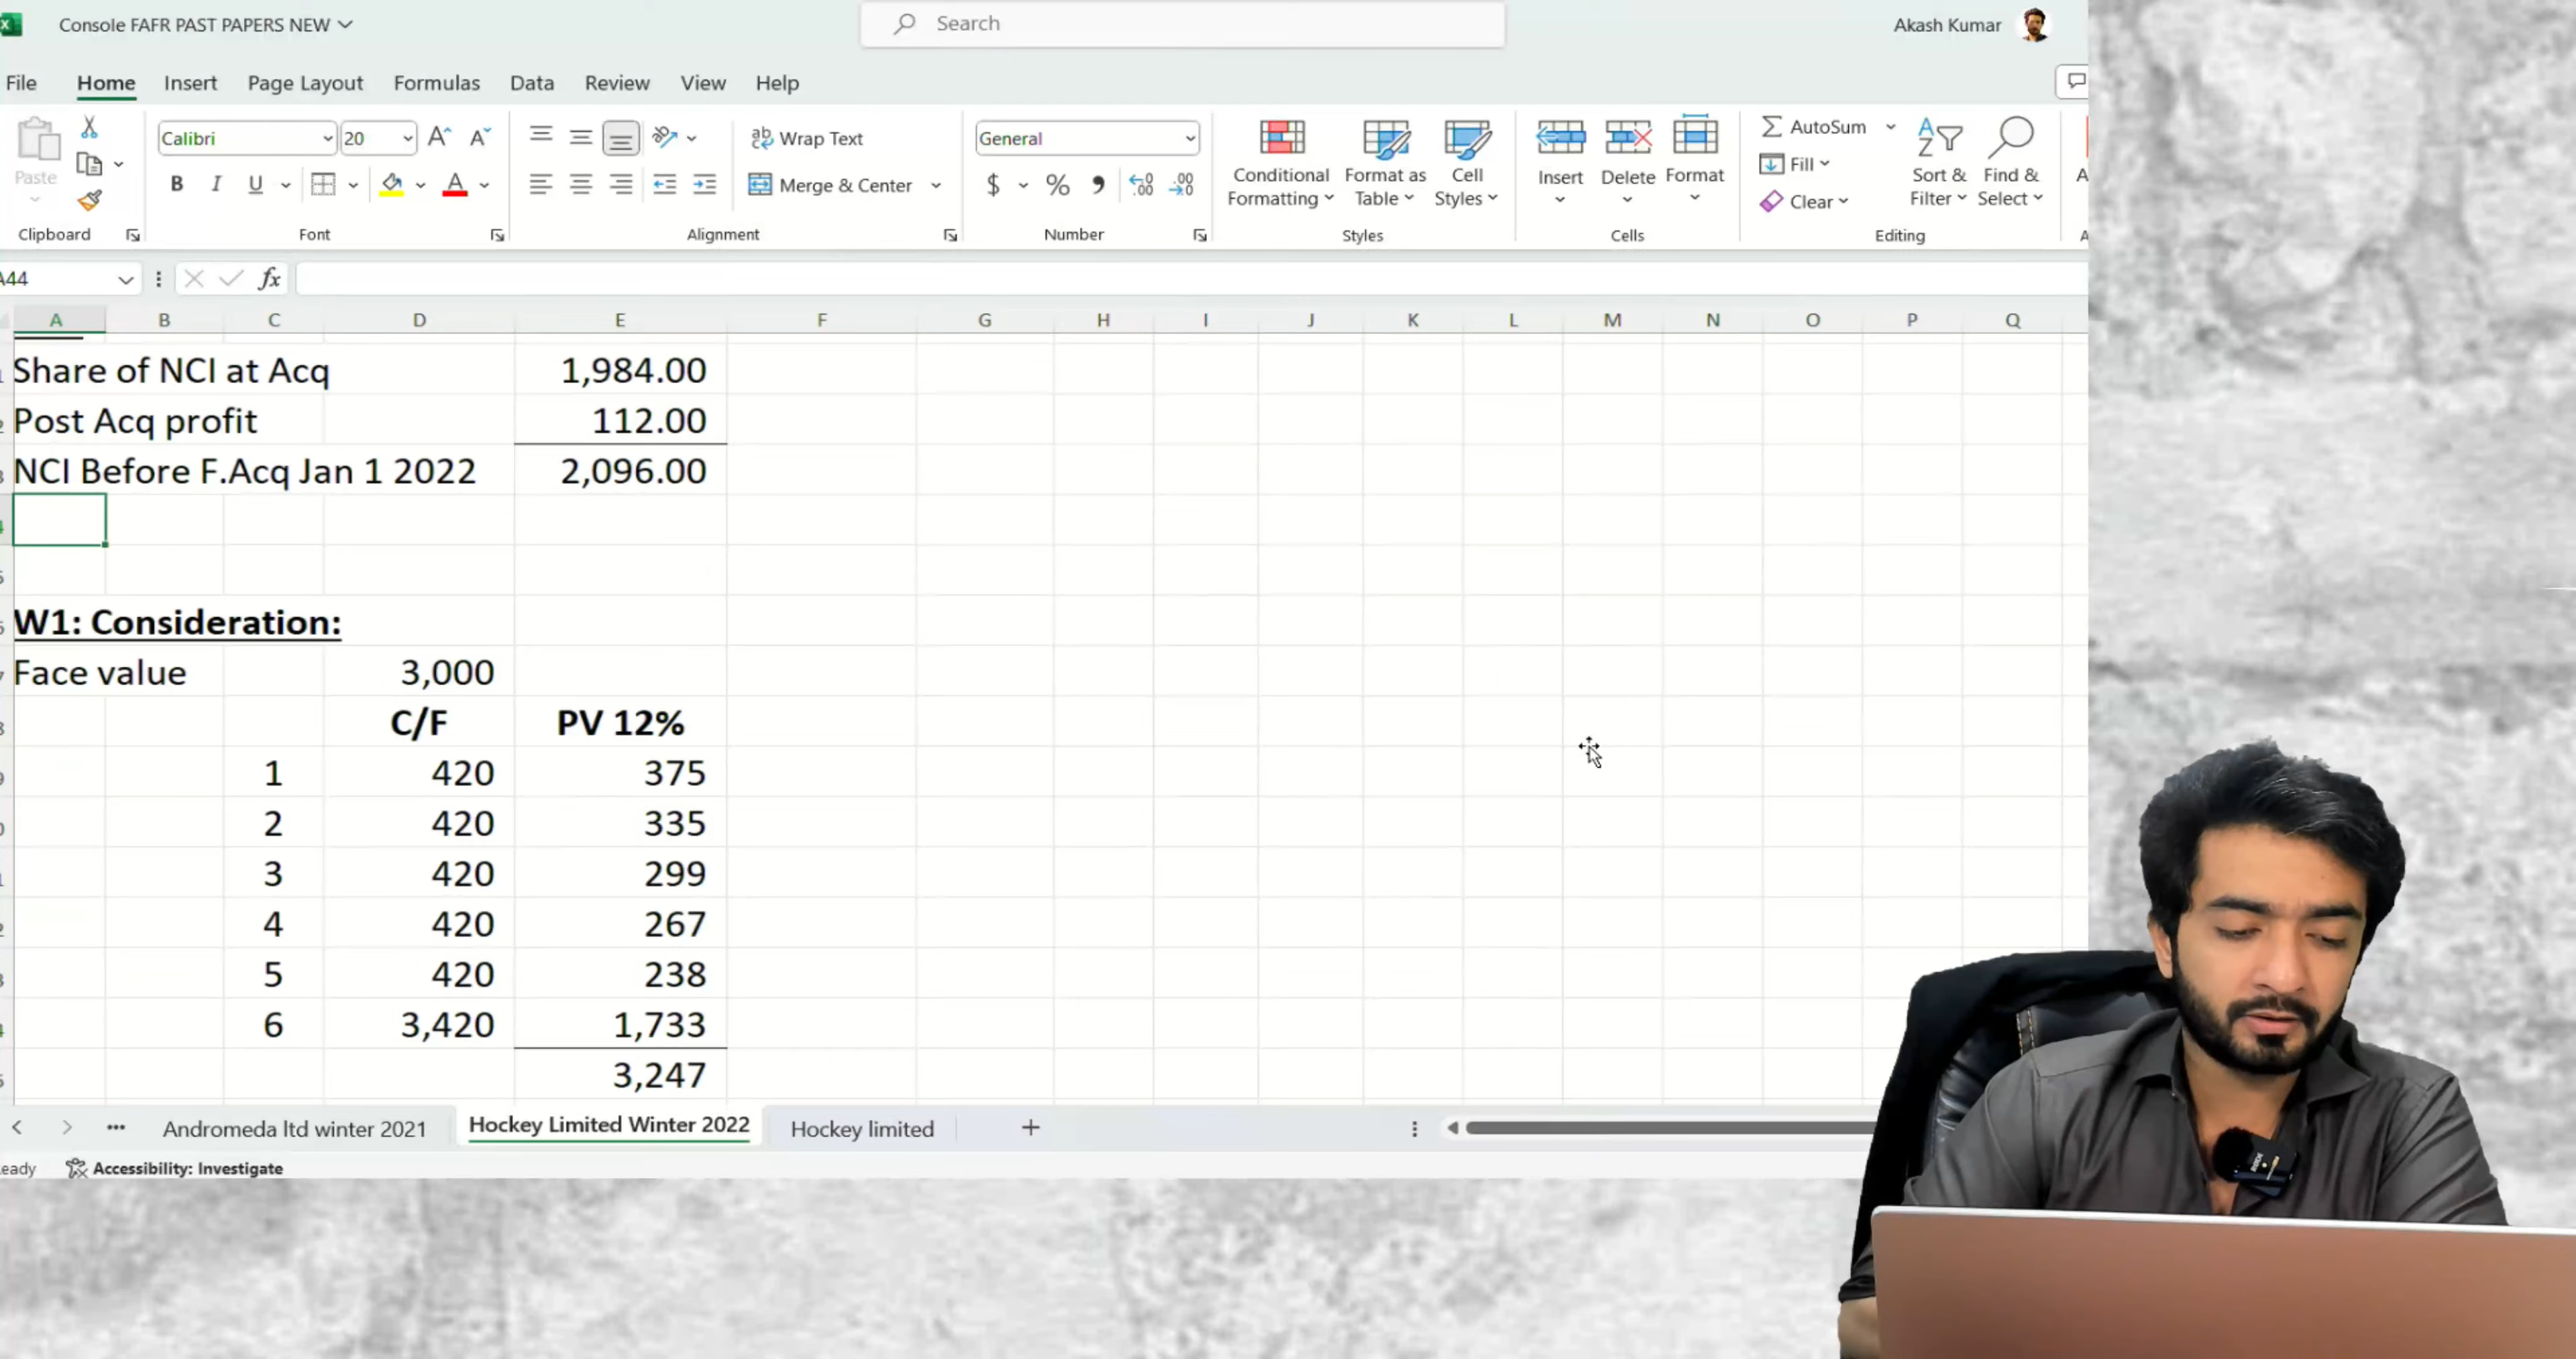 Console FAFR PAST PAPERS NEW
Search
Akash Kumar
File Home Insert Page Layout Formulas Data Review View Help
Paste
Clipboard
Calibri 20
B I U
Font
Wrap Text
Merge & Center
Alignment
General
$ %
Number
Conditional Formatting
Format as Table
Cell Styles
Styles
Insert Delete Format
Cells
AutoSum
Fill
Clear
Sort & Filter
Find & Select
Editing
A44
fx
A B C D E F G H I J K L M N O P Q
Share of NCI at Acq 1,984.00
Post Acq profit 112.00
NCI Before F.Acq Jan 1 2022 2,096.00
W1: Consideration:
Face value 3,000
C/F PV 12%
1 420 375
2 420 335
3 420 299
4 420 267
5 420 238
6 3,420 1,733
3,247
Andromeda ltd winter 2021 Hockey Limited Winter 2022 Hockey limited +
eady Accessibility: Investigate